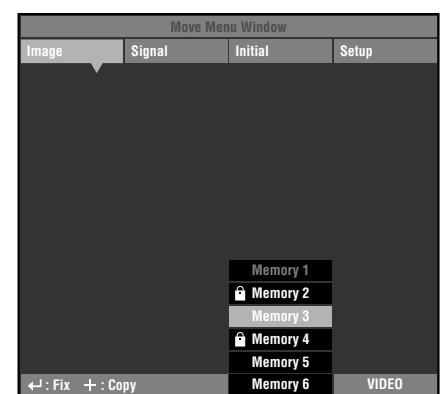 Move Menu Window
Image Signal Initial Setup
Memory 1
Memory 2
Memory 3
Memory 4
Memory 5
↵ : Fix + : Copy Memory 6 VIDEO